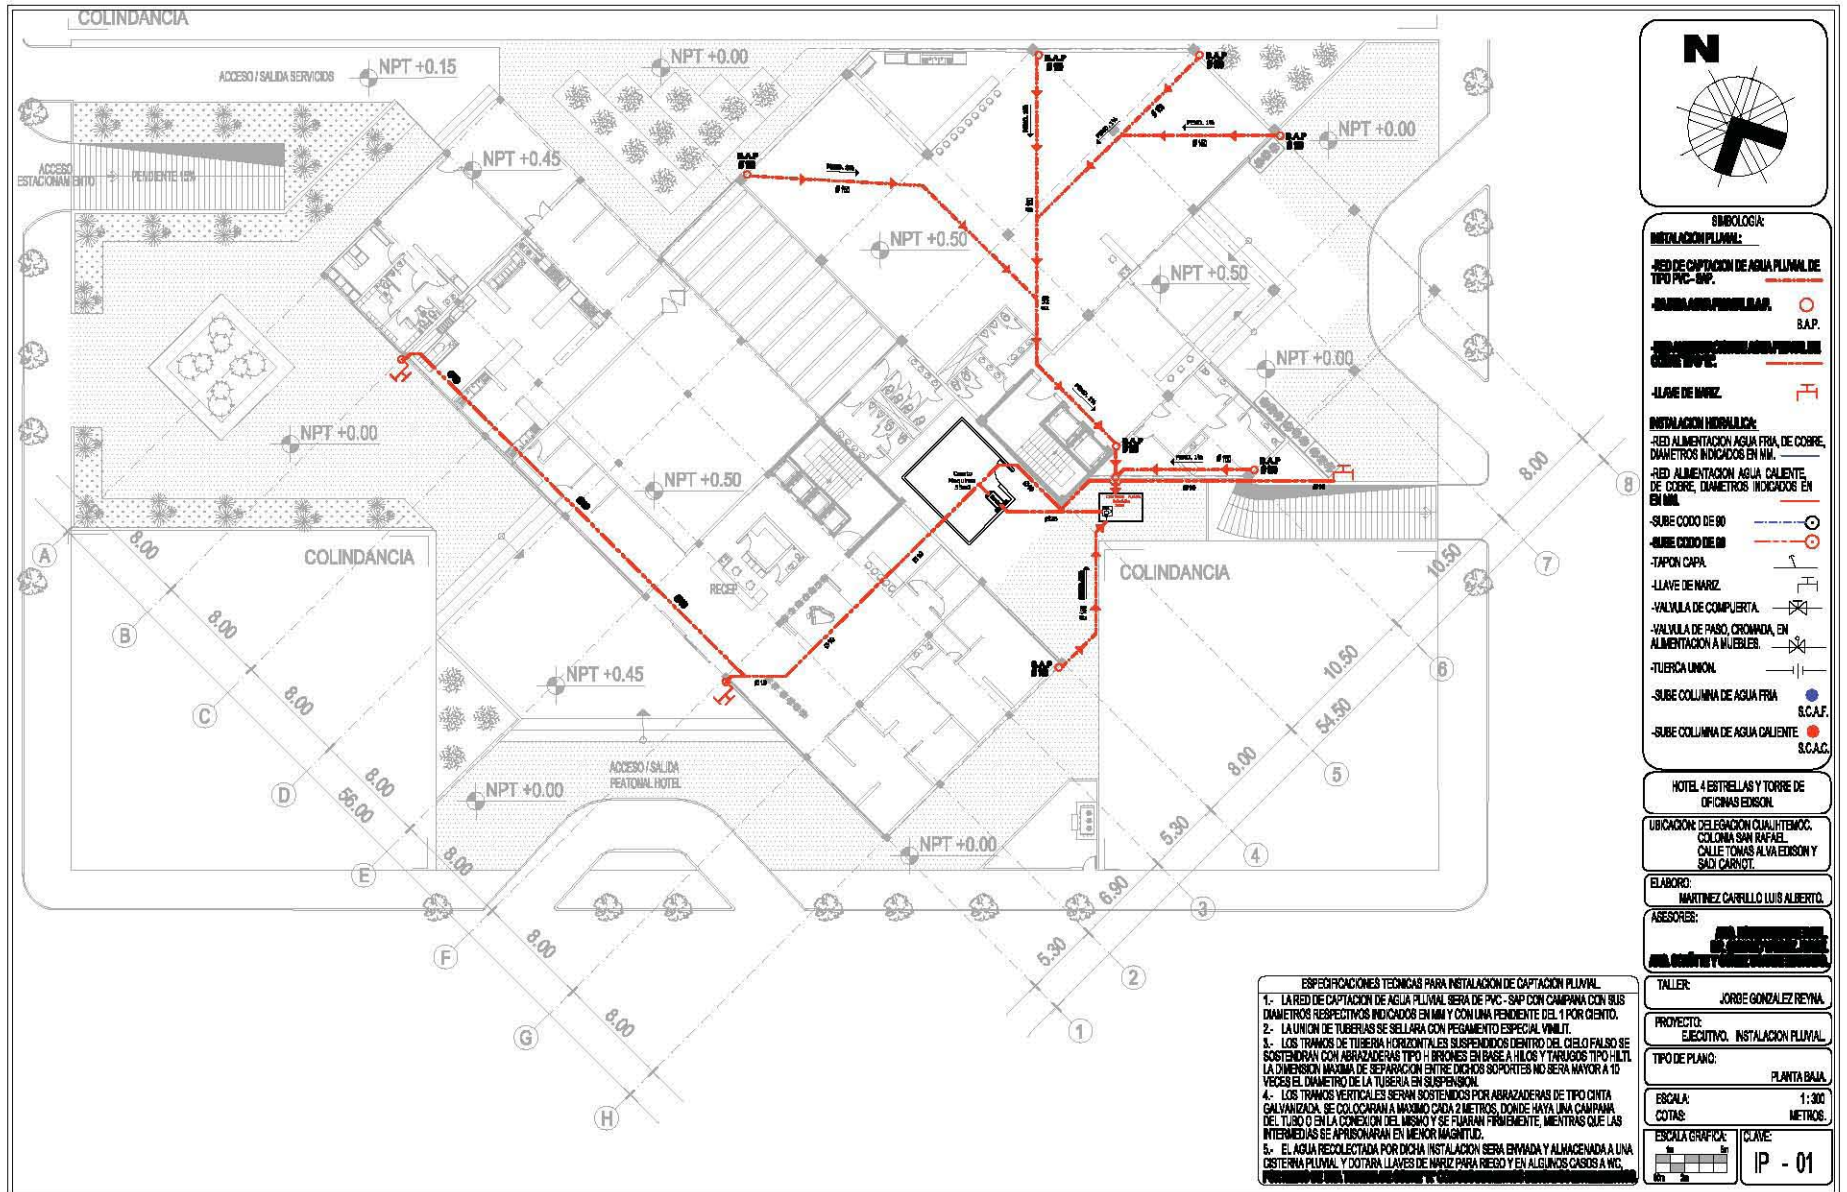 COLINDANCIA
ACCESO / SALIDA SERVICIOS
NPT +0.15
NPT +0.00
B.A.P
B.A.P
NPT +0.45
ACCESO
ESTACIONAMIENTO
PENDIENTE 15%
B.A.P
PEND. 1%
B.A.P
NPT +0.00
NPT +0.50
NPT +0.50
NPT +0.00
NPT +0.00
NPT +0.50
B.A.P
B.A.P
PEND. 1%
Cuarto
Maquinas
COLINDANCIA
COLINDANCIA
RECEP
B.A.P
NPT +0.45
ACCESO / SALIDA
PEATONAL HOTEL
NPT +0.00
NPT +0.00
A
B
C
D
E
F
G
H
8.00
8.00
8.00
8.00
56.00
8.00
8.00
8.00
1
2
3
4
5
6
7
8
5.30
6.90
5.30
8.00
54.50
10.50
10.50
8.00
N
SIMBOLOGIA:
INSTALACION PLUVIAL:
-RED DE CAPTACION DE AGUA PLUVIAL DE
TIPO PVC - SAP.
B.A.P.
-LLAVE DE NARIZ.
INSTALACION HIDRAULICA:
-RED ALIMENTACION AGUA FRIA, DE COBRE,
DIAMETROS INDICADOS EN MM.
-RED ALIMENTACION AGUA CALIENTE,
DE COBRE, DIAMETROS INDICADOS EN
EN MM.
-SUBE CODO DE 90
-SUBE CODO DE 90
-TAPON CAPA.
-LLAVE DE NARIZ.
-VALVULA DE COMPUERTA.
-VALVULA DE PASO, CROMADA, EN
ALIMENTACION A MUEBLES.
-TUERCA UNION.
-SUBE COLUMNA DE AGUA FRIA
S.C.A.F.
-SUBE COLUMNA DE AGUA CALIENTE
S.C.A.C.
HOTEL 4 ESTRELLAS Y TORRE DE
OFICINAS EDISON.
UBICACION: DELEGACION CUAUHTEMOC.
COLONIA SAN RAFAEL.
CALLE TOMAS ALVA EDISON Y
SADI CARNOT.
ELABORO:
MARTINEZ CARRILLO LUIS ALBERTO.
ASESORES:
TALLER:
JORGE GONZALEZ REYNA.
PROYECTO:
EJECUTIVO. INSTALACION PLUVIAL.
TIPO DE PLANO:
PLANTA BAJA.
ESCALA: 1 : 300
COTAS: METROS.
ESCALA GRAFICA:
CLAVE:
IP - 01
ESPECIFICACIONES TECNICAS PARA INSTALACION DE CAPTACIÓN PLUVIAL.
1.- LA RED DE CAPTACION DE AGUA PLUVIAL SERA DE PVC - SAP CON CAMPANA CON SUS
DIAMETROS RESPECTIVOS INDICADOS EN MM Y CON UNA PENDIENTE DEL 1 POR CIENTO.
2.- LA UNION DE TUBERIAS SE SELLARA CON PEGAMENTO ESPECIAL VINILIT.
3.- LOS TRAMOS DE TUBERIA HORIZONTALES SUSPENDIDOS DENTRO DEL CIELO FALSO SE
SOSTENDRAN CON ABRAZADERAS TIPO H BRIONES EN BASE A HILOS Y TARUGOS TIPO HILTI.
LA DIMENSION MAXIMA DE SEPARACION ENTRE DICHOS SOPORTES NO SERA MAYOR A 10
VECES EL DIAMETRO DE LA TUBERIA EN SUSPENSION.
4.- LOS TRAMOS VERTICALES SERAN SOSTENIDOS POR ABRAZADERAS DE TIPO CINTA
GALVANIZADA. SE COLOCARAN A MAXIMO CADA 2 METROS, DONDE HAYA UNA CAMPANA
DEL TUBO O EN LA CONEXION DEL MISMO Y SE FIJARAN FIRMEMENTE, MIENTRAS QUE LAS
INTERMEDIAS SE APRISONARAN EN MENOR MAGNITUD.
5.- EL AGUA RECOLECTADA POR DICHA INSTALACION SERA ENVIADA Y ALMACENADA A UNA
CISTERNA PLUVIAL Y DOTARA LLAVES DE NARIZ PARA RIEGO Y EN ALGUNOS CASOS A WC,